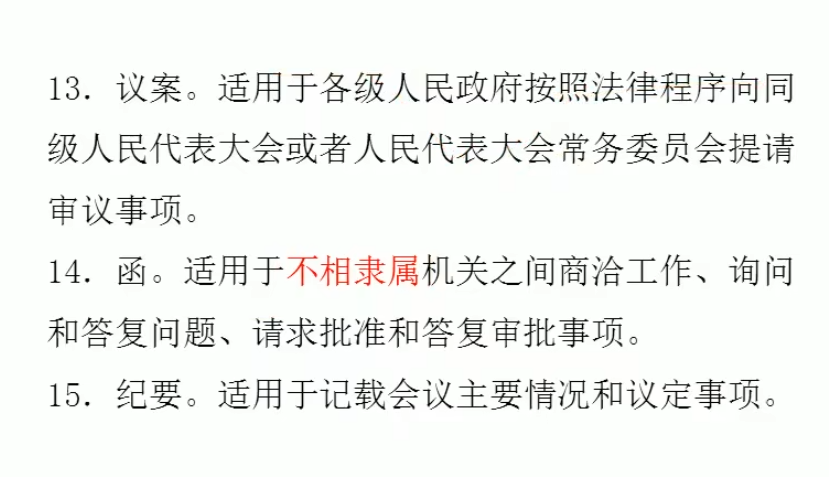 13．议案。适用于各级人民政府按照法律程序向同
级人民代表大会或者人民代表大会常务委员会提请
审议事项。
14．函。适用于不相隶属机关之间商洽工作、询问
和答复问题、请求批准和答复审批事项。
15．纪要。适用于记载会议主要情况和议定事项。